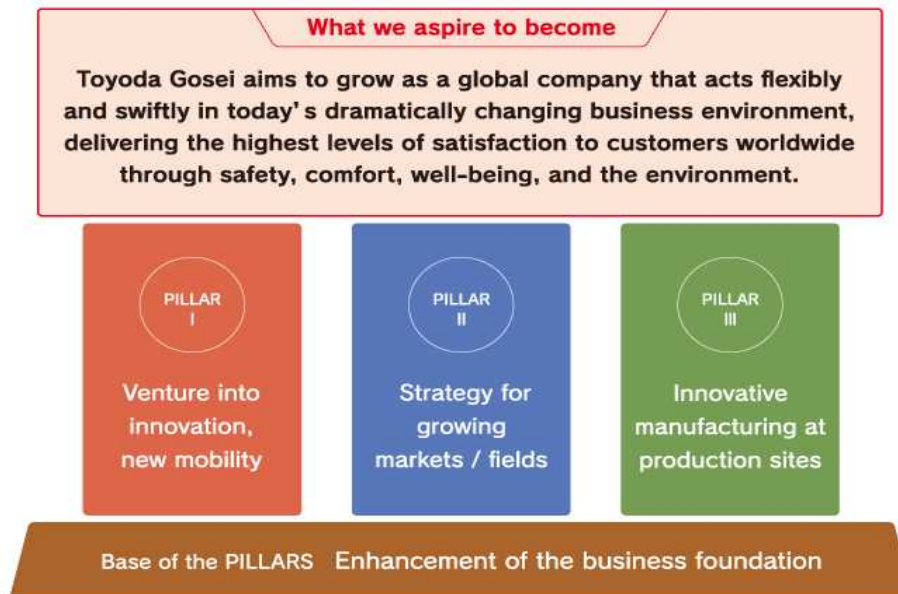 What we aspire to become
Toyoda Gosei aims to grow as a global company that acts flexibly
and swiftly in today's dramatically changing business environment,
delivering the highest levels of satisfaction to customers worldwide
through safety, comfort, well-being, and the environment.
PILLAR
I
Venture into
innovation,
new mobility
PILLAR
II
Strategy for
growing
markets / fields
PILLAR
III
Innovative
manufacturing at
production sites
Base of the PILLARS Enhancement of the business foundation